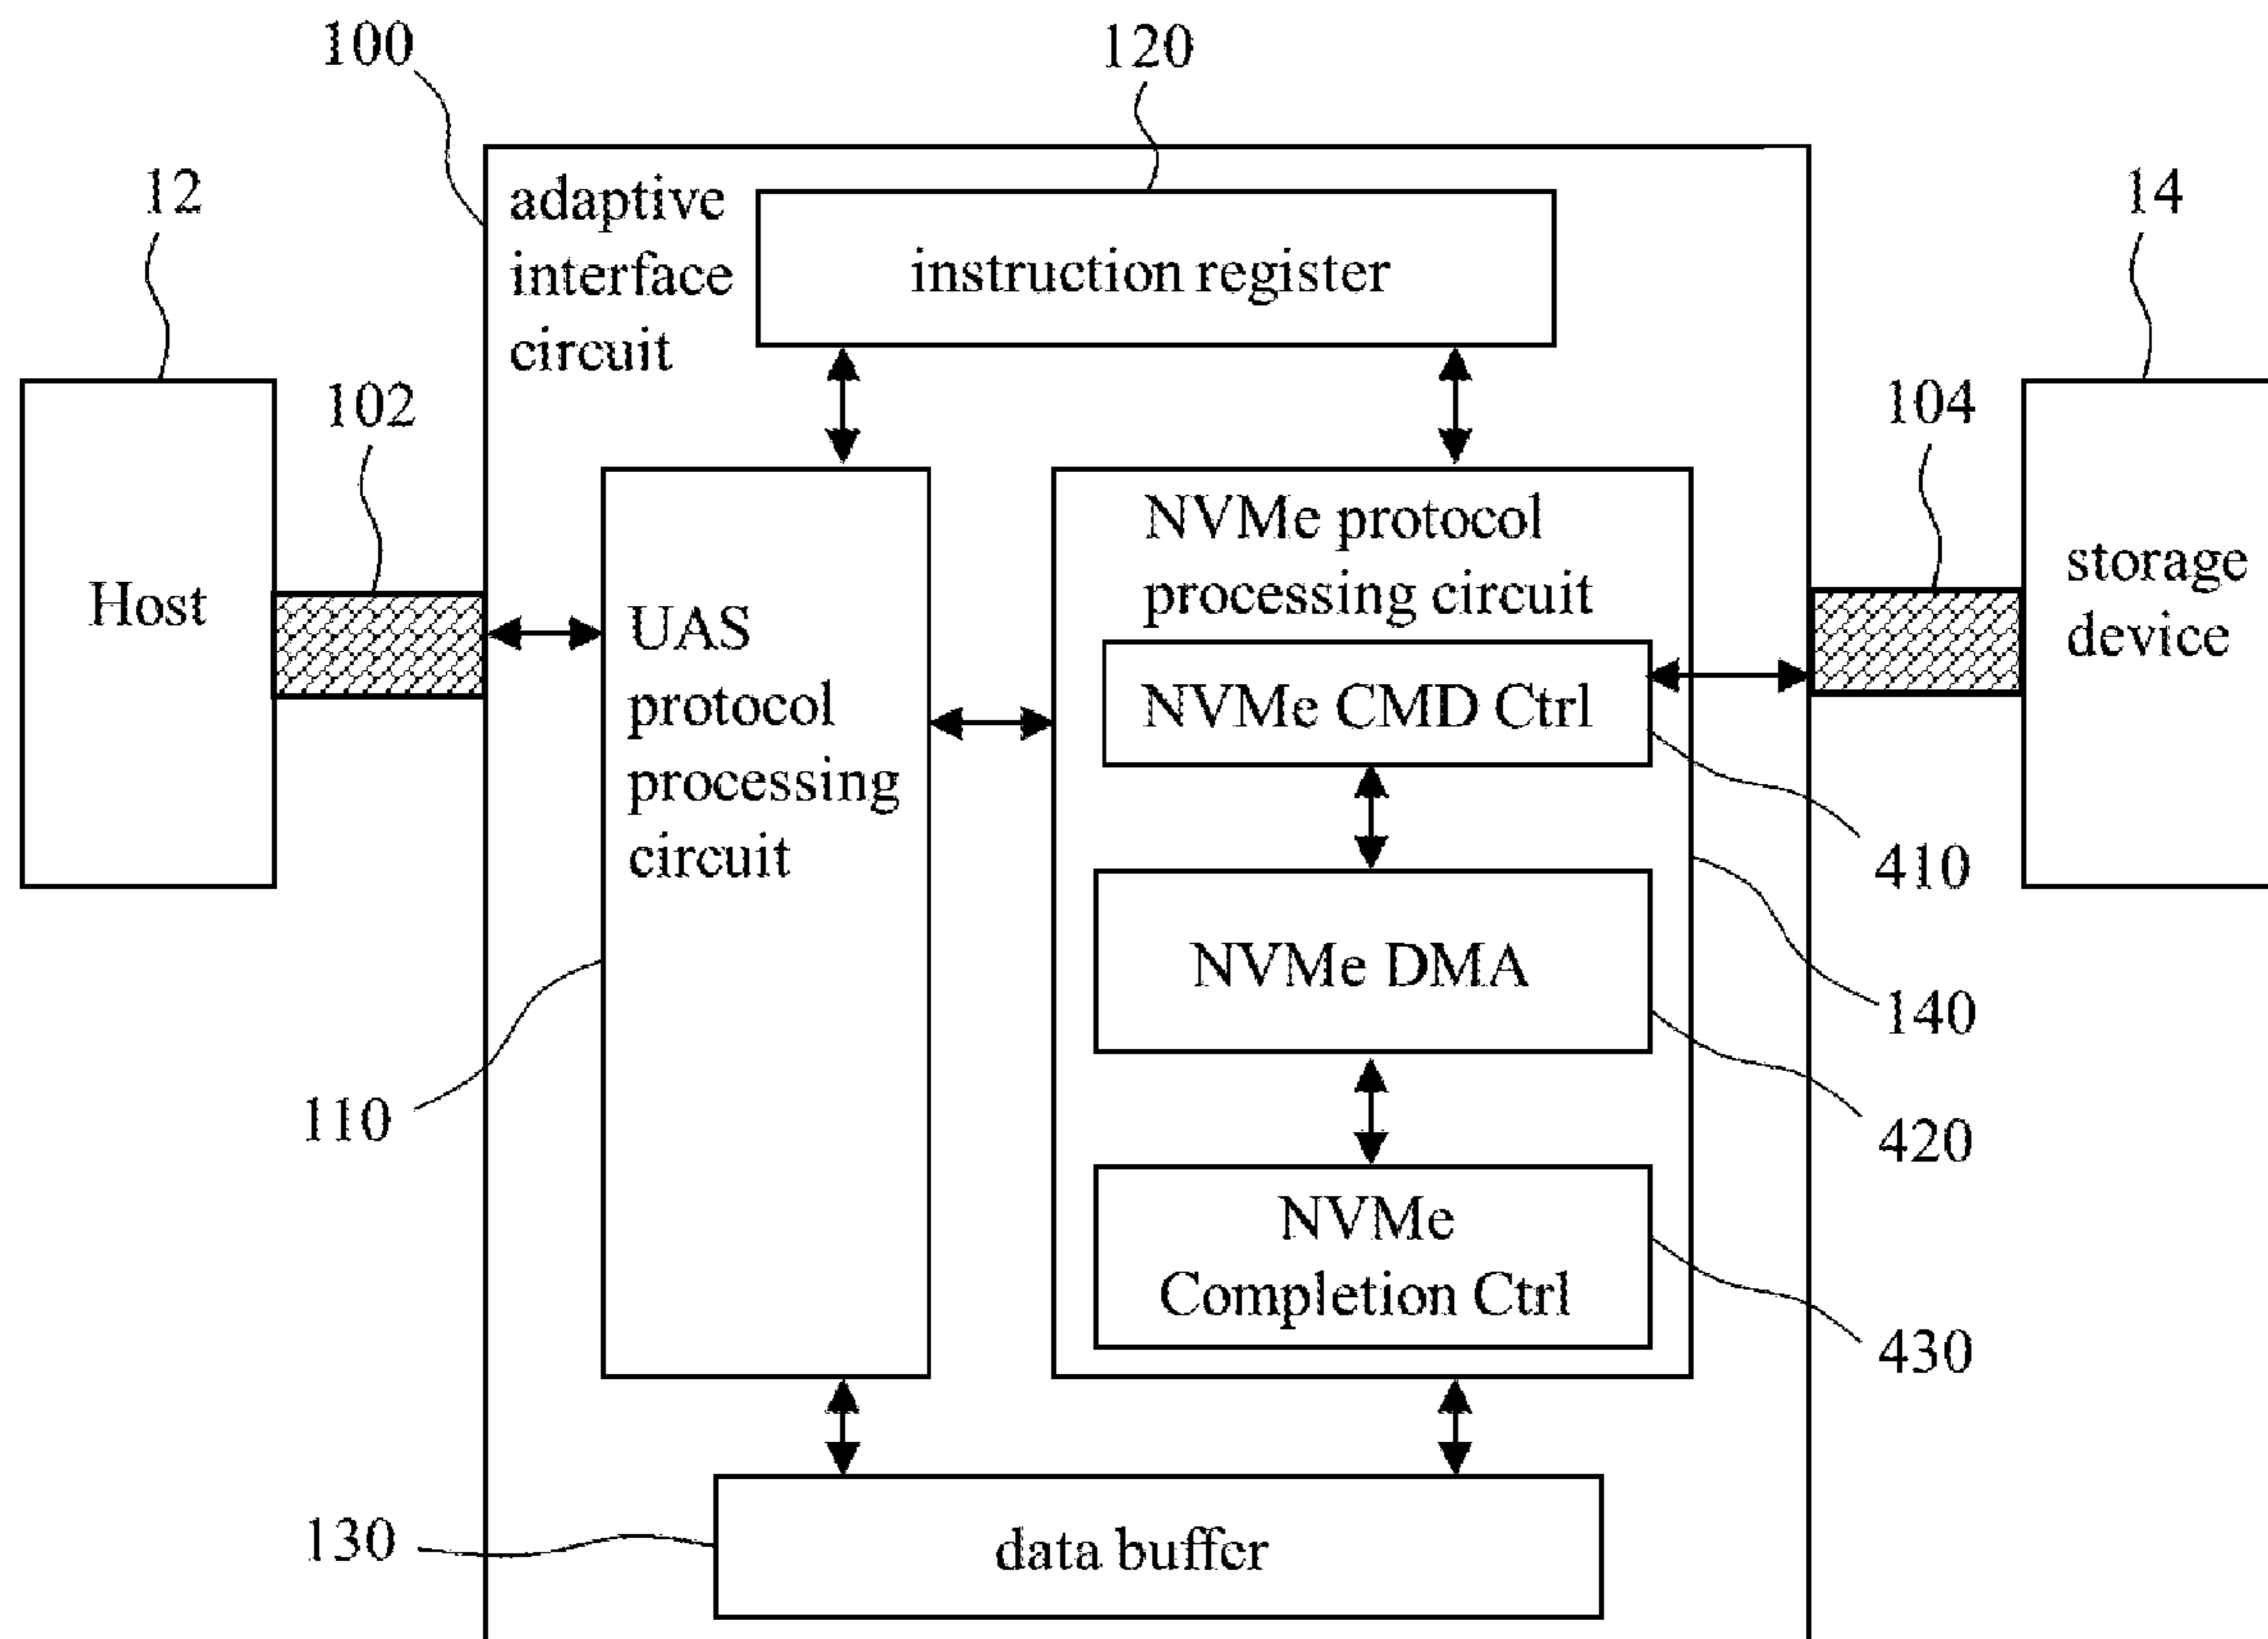 100
120
12
14
adaptive
interface
circuit
instruction register
102
104
Host
UAS
protocol
processing
circuit
NVMe protocol
processing circuit
NVMe CMD Ctrl
storage
device
410
NVMe DMA
140
110
420
NVMe
Completion Ctrl
430
130
data buffer